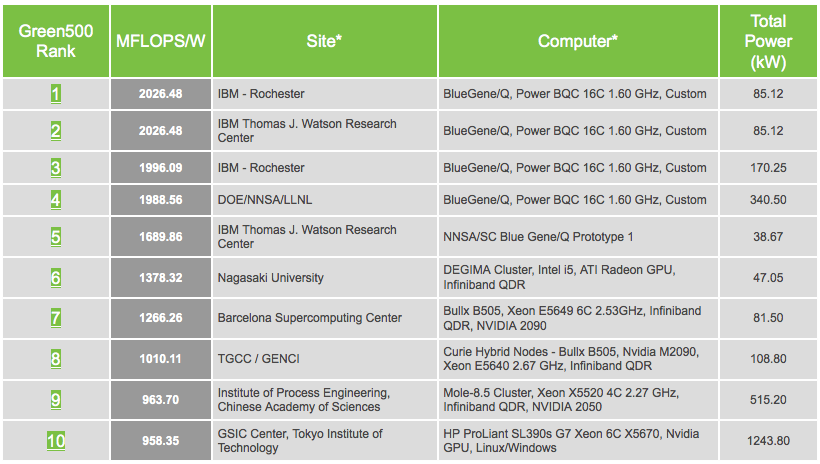 Green500 Rank MFLOPS/W Site* Computer* Total Power (kW)
1 2026.48 IBM - Rochester BlueGene/Q, Power BQC 16C 1.60 GHz, Custom 85.12
2 2026.48 IBM Thomas J. Watson Research Center BlueGene/Q, Power BQC 16C 1.60 GHz, Custom 85.12
3 1996.09 IBM - Rochester BlueGene/Q, Power BQC 16C 1.60 GHz, Custom 170.25
4 1988.56 DOE/NNSA/LLNL BlueGene/Q, Power BQC 16C 1.60 GHz, Custom 340.50
5 1689.86 IBM Thomas J. Watson Research Center NNSA/SC Blue Gene/Q Prototype 1 38.67
6 1378.32 Nagasaki University DEGIMA Cluster, Intel i5, ATI Radeon GPU, Infiniband QDR 47.05
7 1266.26 Barcelona Supercomputing Center Bullx B505, Xeon E5649 6C 2.53GHz, Infiniband QDR, NVIDIA 2090 81.50
8 1010.11 TGCC / GENCI Curie Hybrid Nodes - Bullx B505, Nvidia M2090, Xeon E5640 2.67 GHz, Infiniband QDR 108.80
9 963.70 Institute of Process Engineering, Chinese Academy of Sciences Mole-8.5 Cluster, Xeon X5520 4C 2.27 GHz, Infiniband QDR, NVIDIA 2050 515.20
10 958.35 GSIC Center, Tokyo Institute of Technology HP ProLiant SL390s G7 Xeon 6C X5670, Nvidia GPU, Linux/Windows 1243.80